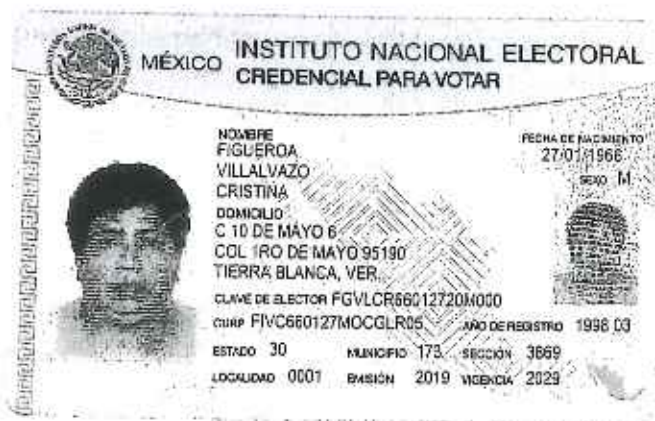 MÉXICO INSTITUTO NACIONAL ELECTORAL
CREDENCIAL PARA VOTAR
NOMBRE
FIGUEROA
VILLALVAZO
CRISTINA
FECHA DE NACIMIENTO
27/01/1966
SEXO M
DOMICILIO
C 10 DE MAYO 6
COL 1RO DE MAYO 95190
TIERRA BLANCA, VER.
CLAVE DE ELECTOR FGVLCR66012720M000
CURP FIVC660127MOCGLR05 AÑO DE REGISTRO 1998 03
ESTADO 30 MUNICIPIO 173 SECCIÓN 3669
LOCALIDAD 0001 EMISIÓN 2019 VIGENCIA 2029